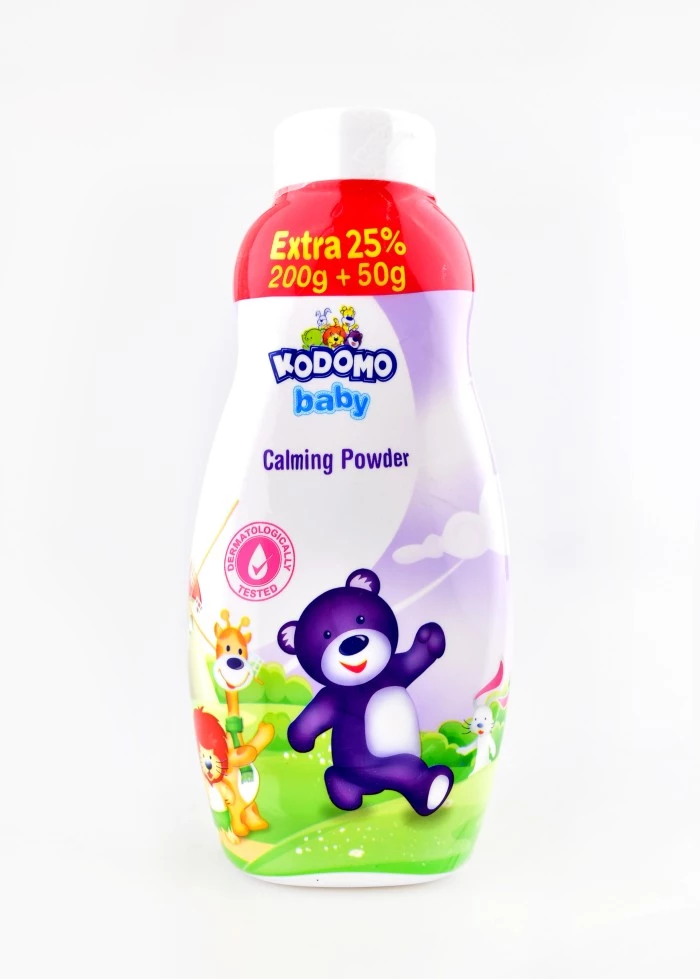 Extra 25%
200g + 50g
KODOMO
baby
Calming Powder
DERMATOLOGICALLY
TESTED